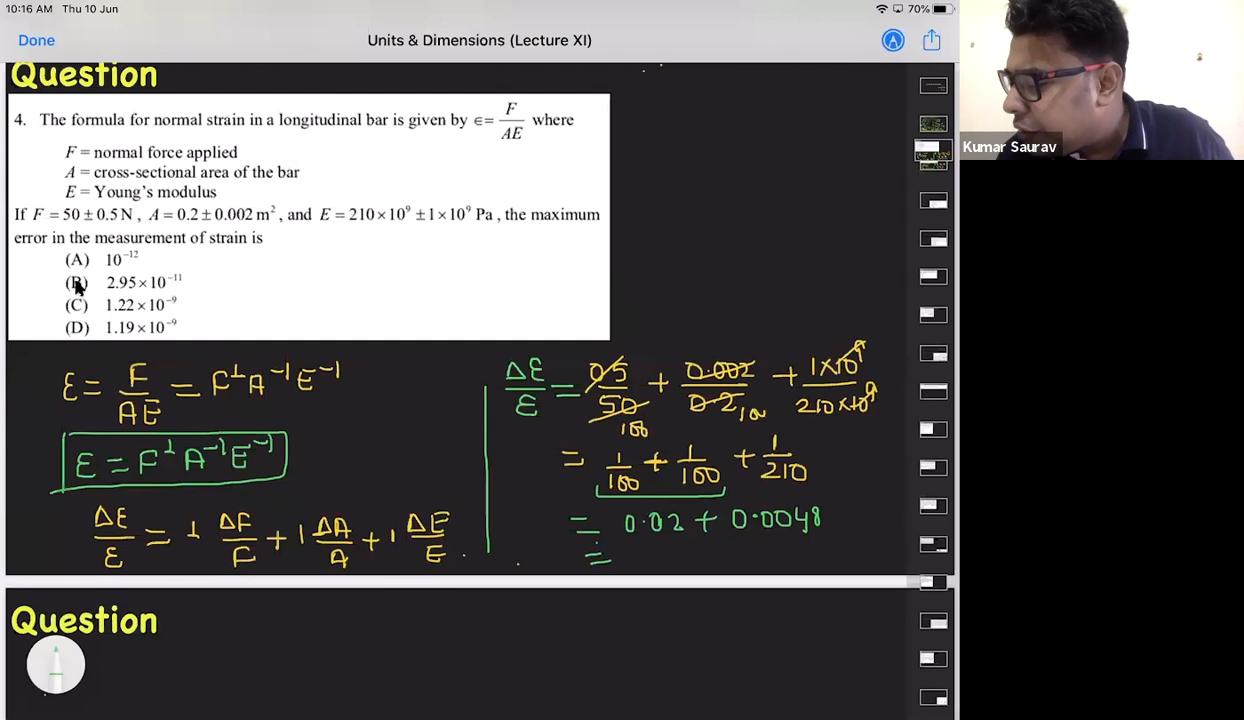 10:16 AM Thu 10 Jun
70%
Done
Units & Dimensions (Lecture XI)
Question
4. The formula for normal strain in a longitudinal bar is given by ∈= F/AE where
F = normal force applied
A = cross-sectional area of the bar
E = Young's modulus
If F = 50 ± 0.5 N, A = 0.2 ± 0.002 m², and E = 210×10⁹ ± 1×10⁹ Pa, the maximum
error in the measurement of strain is
(A) 10⁻¹²
(B) 2.95×10⁻¹¹
(C) 1.22×10⁻⁹
(D) 1.19×10⁻⁹
ε = F/AE = F¹A⁻¹E⁻¹
ε = F¹A⁻¹E⁻¹
Δε/ε = 1 ΔF/F + 1 ΔA/A + 1 ΔE/E
Δε/ε = 0.5/50 + 0.002/0.2 + 1×10⁹/210×10⁹
100
100
= 1/100 + 1/100 + 1/210
= 0.02 + 0.0048
=
Question
Kumar Saurav